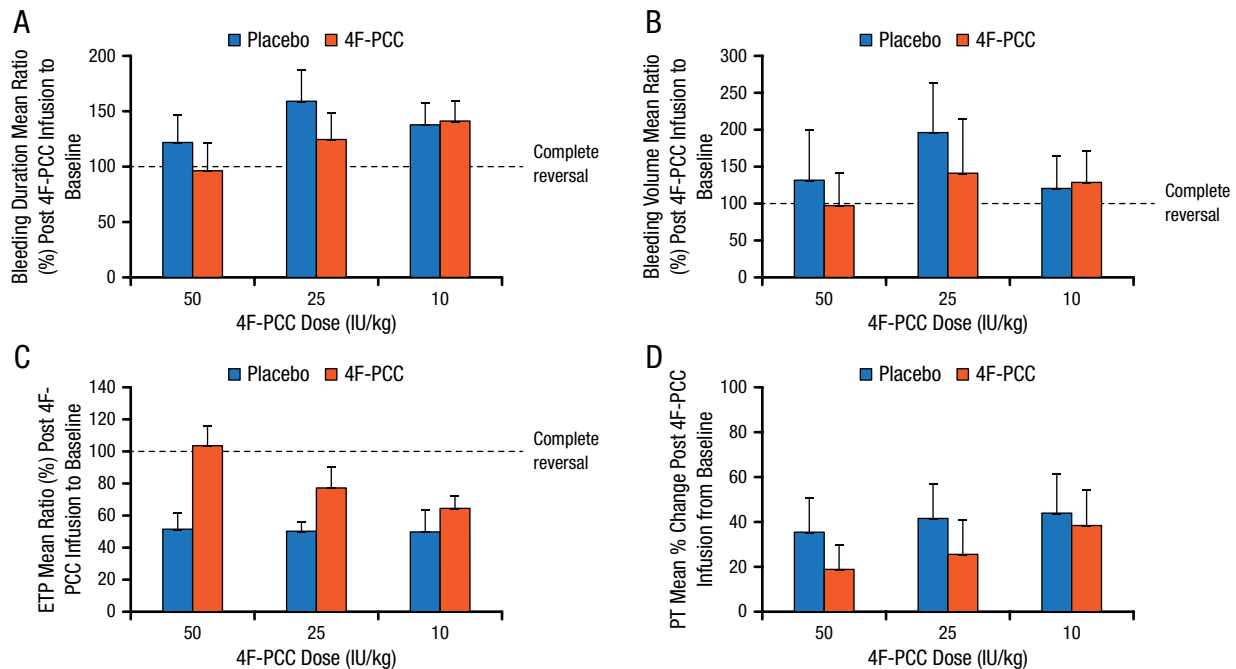 A
Placebo 4F-PCC
Bleeding Duration Mean Ratio
(%) Post 4F-PCC Infusion to
Baseline
200
150
100
50
0
Complete
reversal
50 25 10
4F-PCC Dose (IU/kg)
B
Placebo 4F-PCC
Bleeding Volume Mean Ratio
(%) Post 4F-PCC Infusion to
Baseline
300
250
200
150
100
50
0
Complete
reversal
50 25 10
4F-PCC Dose (IU/kg)
C
Placebo 4F-PCC
ETP Mean Ratio (%) Post 4F-
PCC Infusion to Baseline
140
120
100
80
60
40
20
0
Complete
reversal
50 25 10
4F-PCC Dose (IU/kg)
D
Placebo 4F-PCC
PT Mean % Change Post 4F-PCC
Infusion from Baseline
100
80
60
40
20
0
50 25 10
4F-PCC Dose (IU/kg)